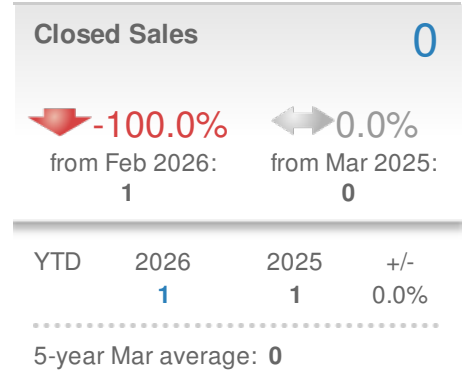 Closed Sales 0
-100.0% 0.0%
from Feb 2026: from Mar 2025:
1 0
YTD 2026 2025 +/-
1 1 0.0%
5-year Mar average: 0